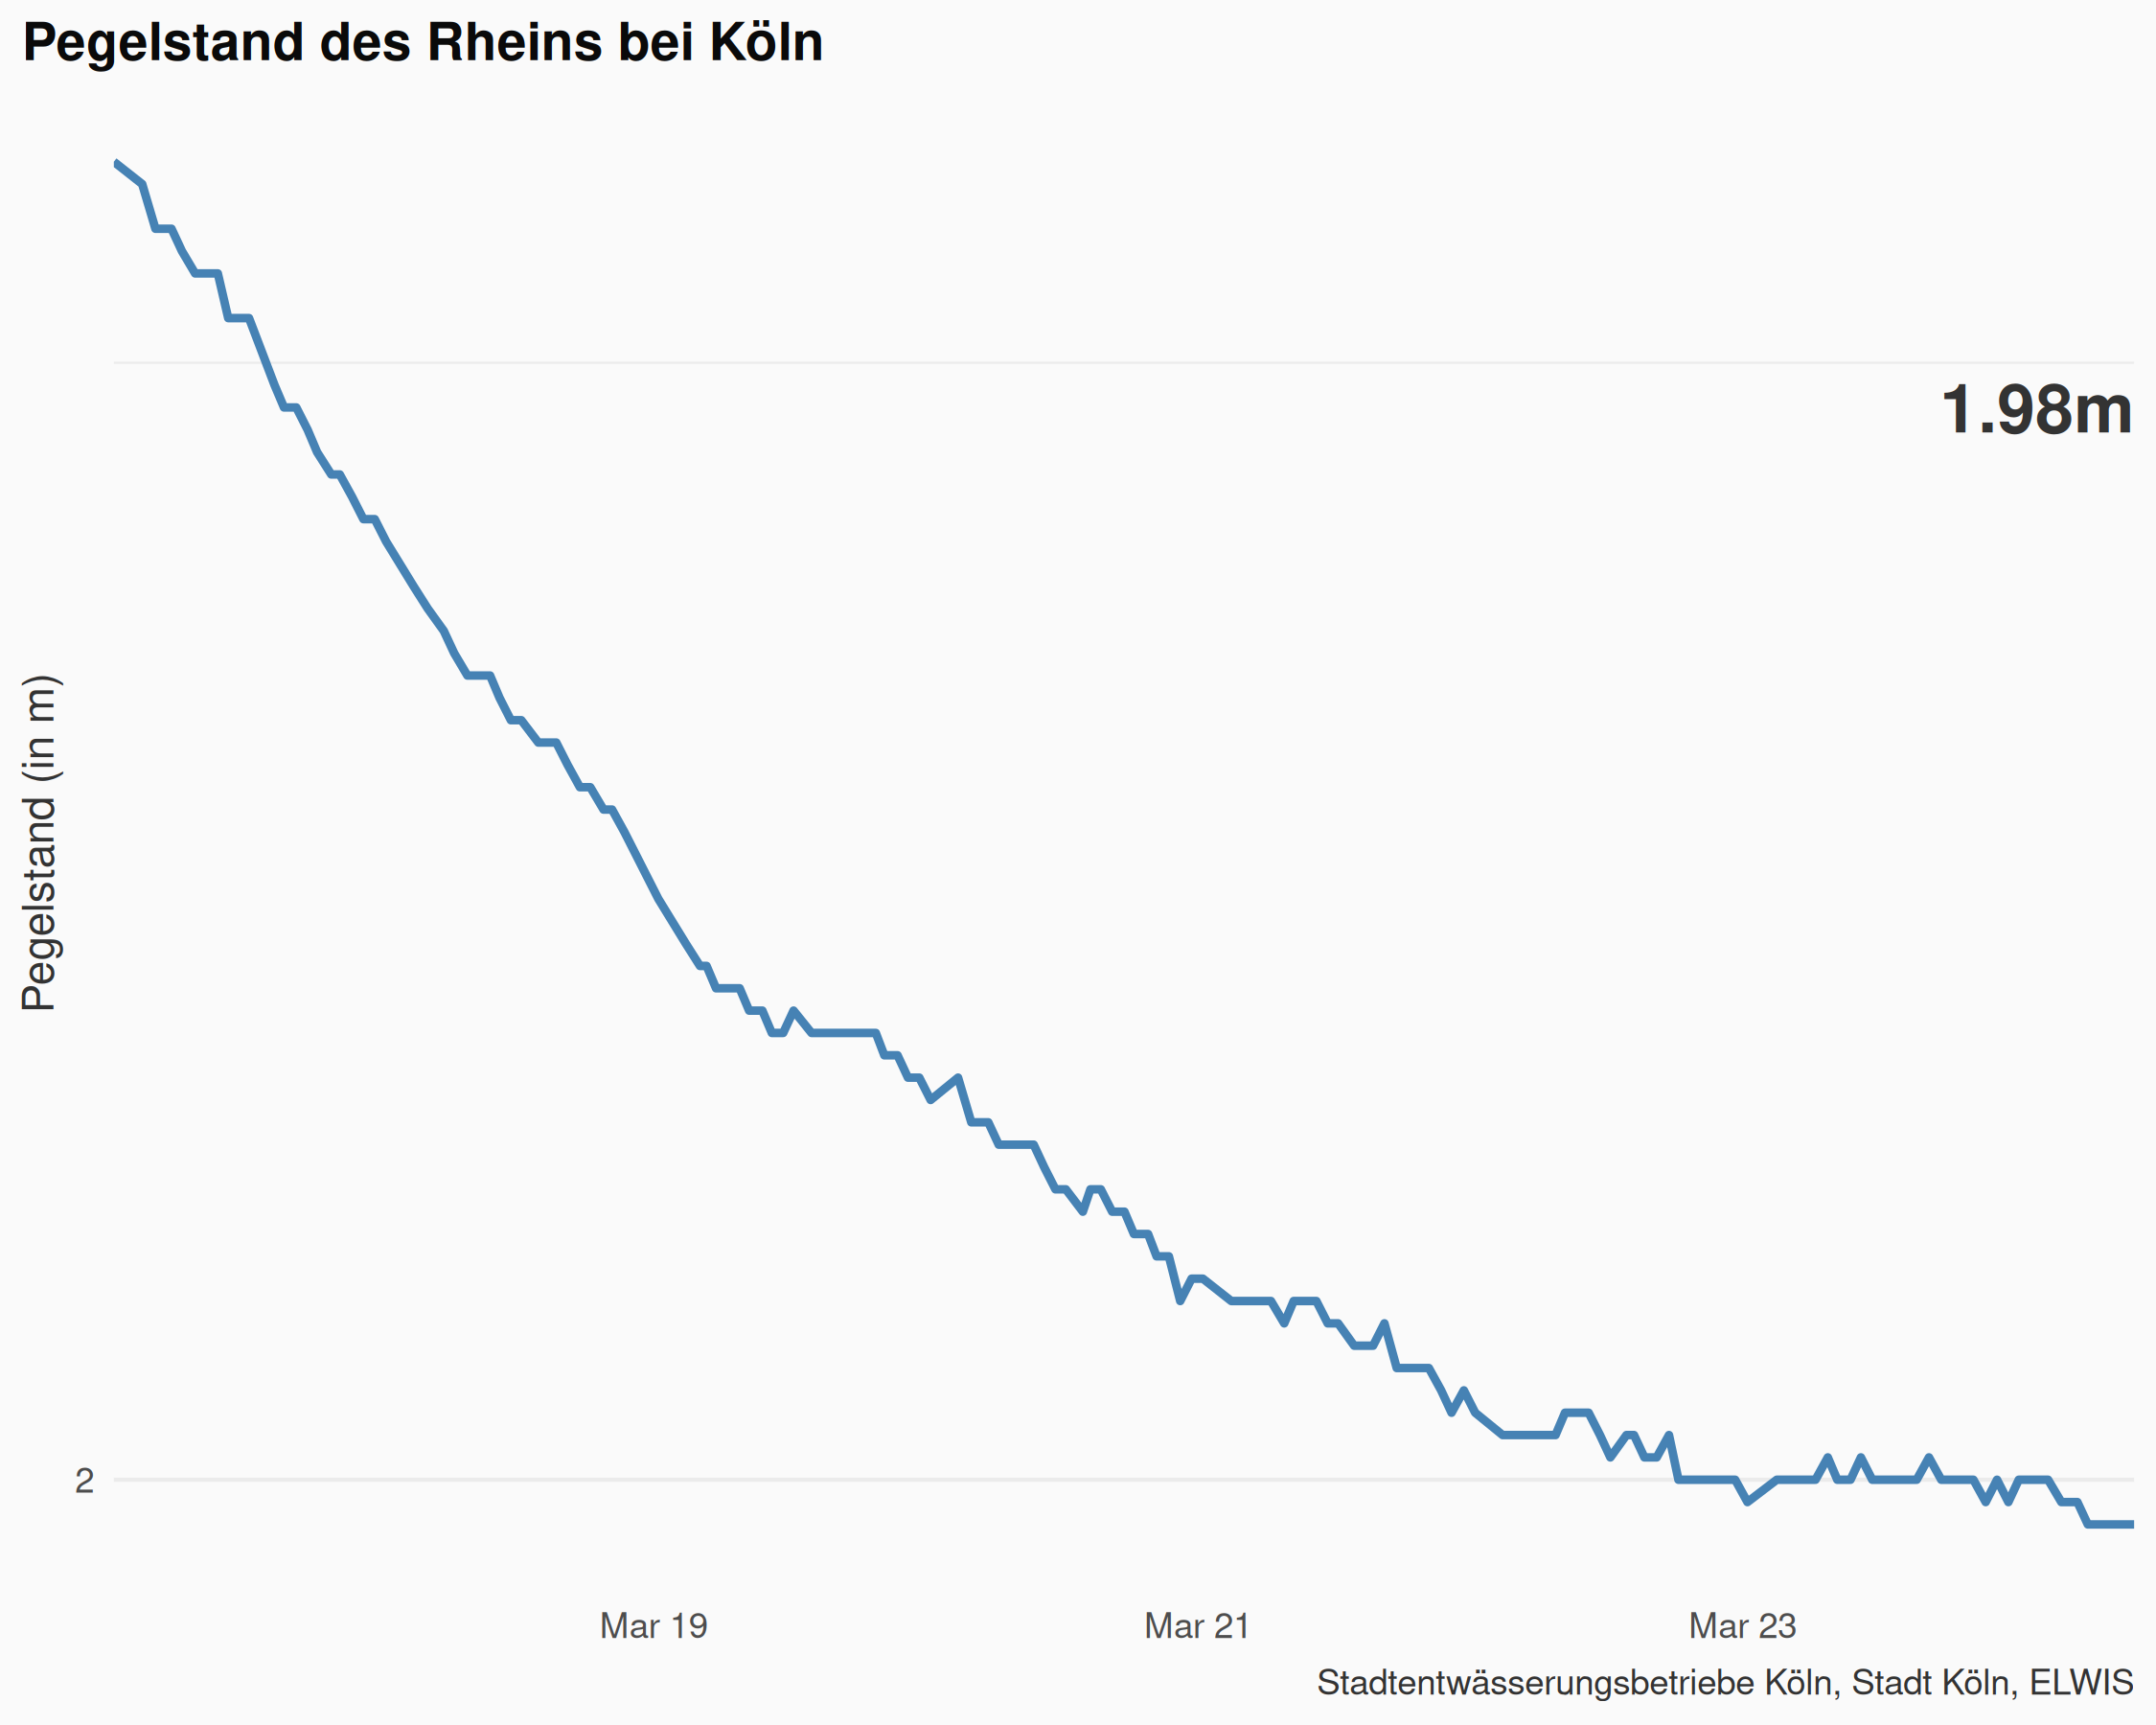 Pegelstand des Rheins bei Köln
1.98m
Pegelstand (in m)
2
Mar 19
Mar 21
Mar 23
Stadtentwässerungsbetriebe Köln, Stadt Köln, ELWIS